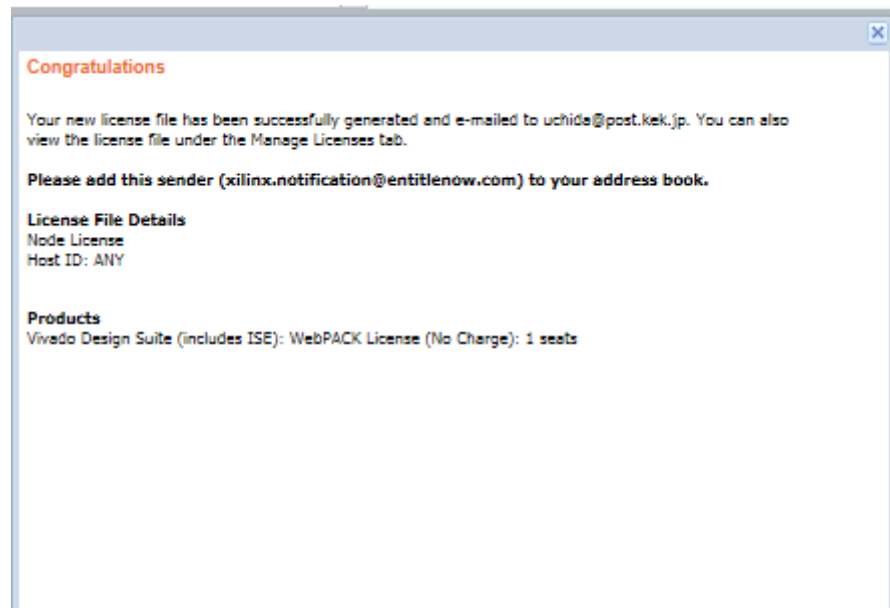 Congratulations
Your new license file has been successfully generated and e-mailed to uchida@post.kek.jp. You can also
view the license file under the Manage Licenses tab.
Please add this sender (xilinx.notification@entitlenow.com) to your address book.
License File Details
Node License
Host ID: ANY
Products
Vivado Design Suite (includes ISE): WebPACK License (No Charge): 1 seats